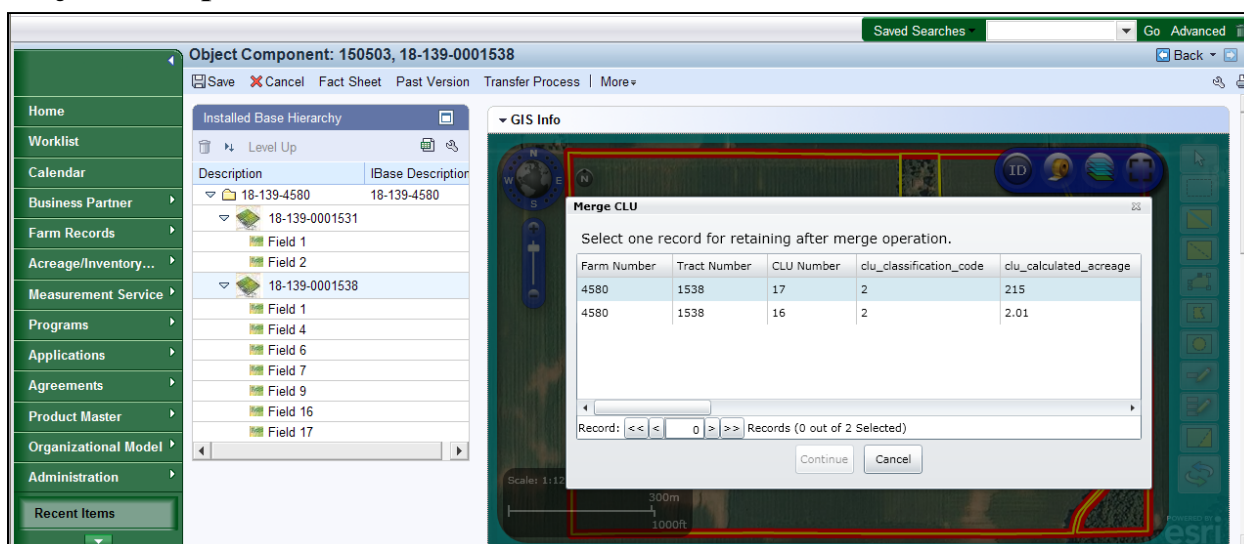 Saved Searches Go Advanced
Object Component: 150503, 18-139-0001538 Back
Save Cancel Fact Sheet Past Version Transfer Process | More
Home
Worklist
Calendar
Business Partner
Farm Records
Acreage/Inventory...
Measurement Service
Programs
Applications
Agreements
Product Master
Organizational Model
Administration
Recent Items
Installed Base Hierarchy
Level Up
Description IBase Description
18-139-4580 18-139-4580
18-139-0001531
Field 1
Field 2
18-139-0001538
Field 1
Field 4
Field 6
Field 7
Field 9
Field 16
Field 17
GIS Info
N
W E
S
N
ID
Merge CLU
Select one record for retaining after merge operation.
Farm Number Tract Number CLU Number clu_classification_code clu_calculated_acreage
4580 1538 17 2 215
4580 1538 16 2 2.01
Record: << < 0 > >> Records (0 out of 2 Selected)
Continue Cancel
Scale: 1:12
300m
1000ft
POWERED BY
esri